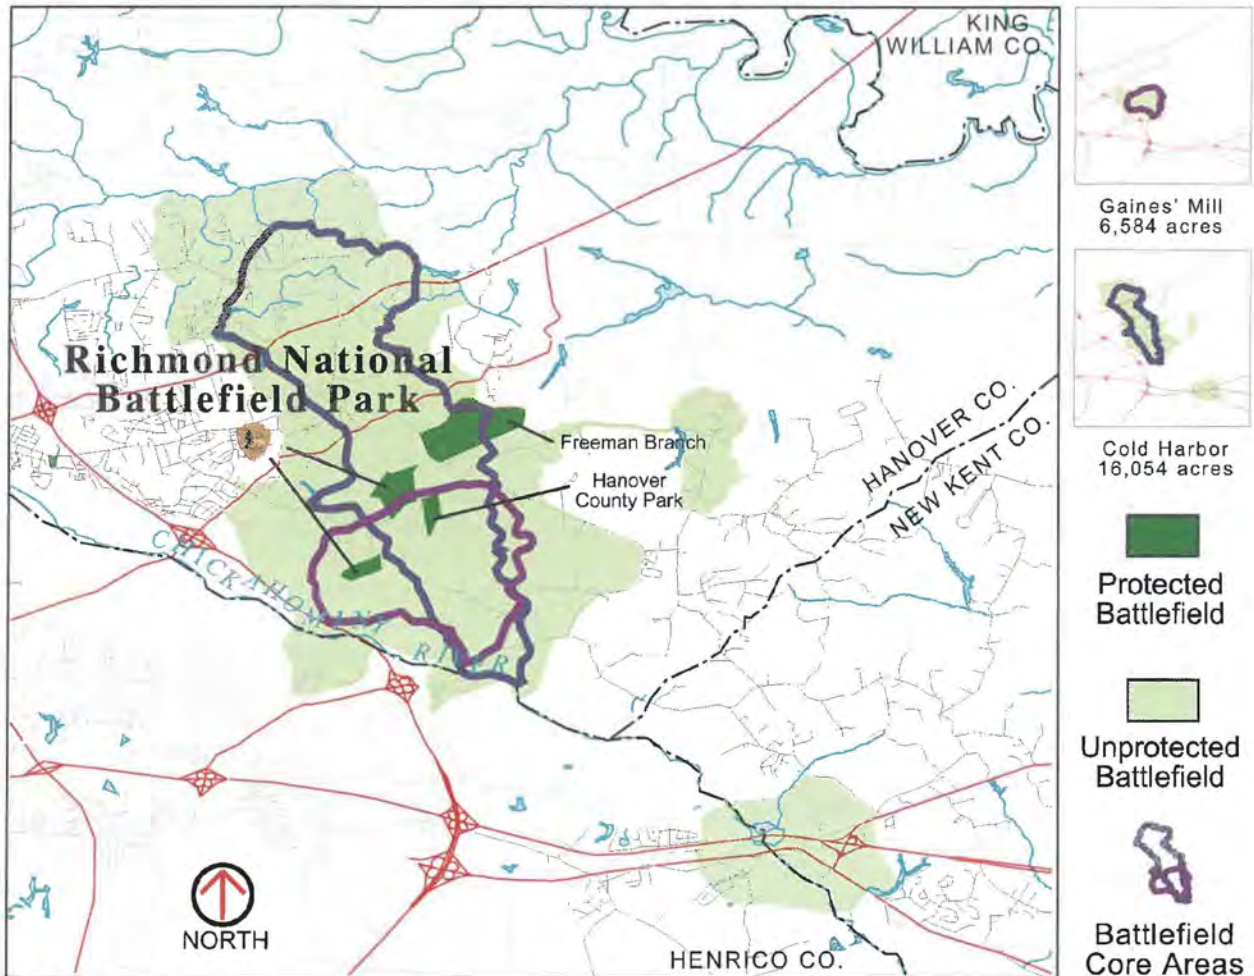 KING
WILLIAM CO.
Gaines' Mill
6,584 acres
Richmond National
Battlefield Park
Freeman Branch
Hanover
County Park
HANOVER CO.
NEW KENT CO.
Cold Harbor
16,054 acres
CHICKAHOMINY RIVER
Protected
Battlefield
Unprotected
Battlefield
NORTH
HENRICO CO.
Battlefield
Core Areas